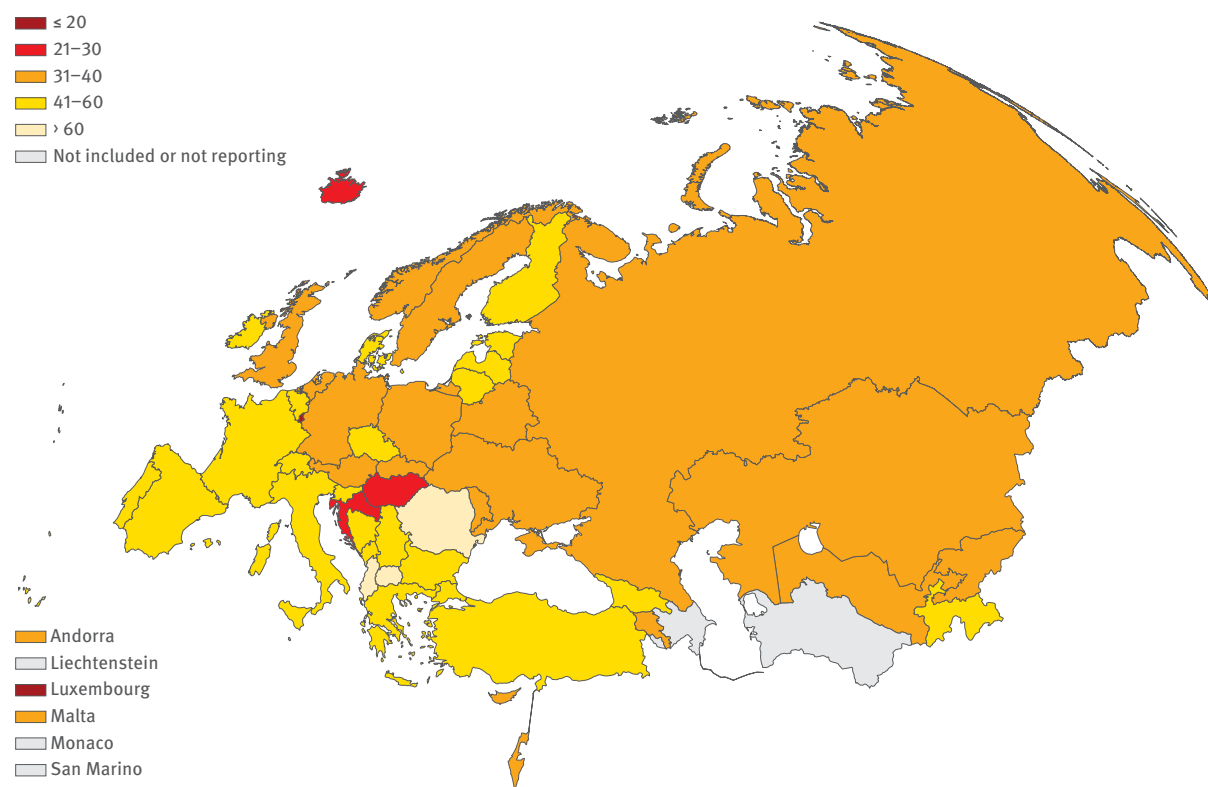 ≤ 20
21–30
31–40
41–60
› 60
Not included or not reporting
Andorra
Liechtenstein
Luxembourg
Malta
Monaco
San Marino